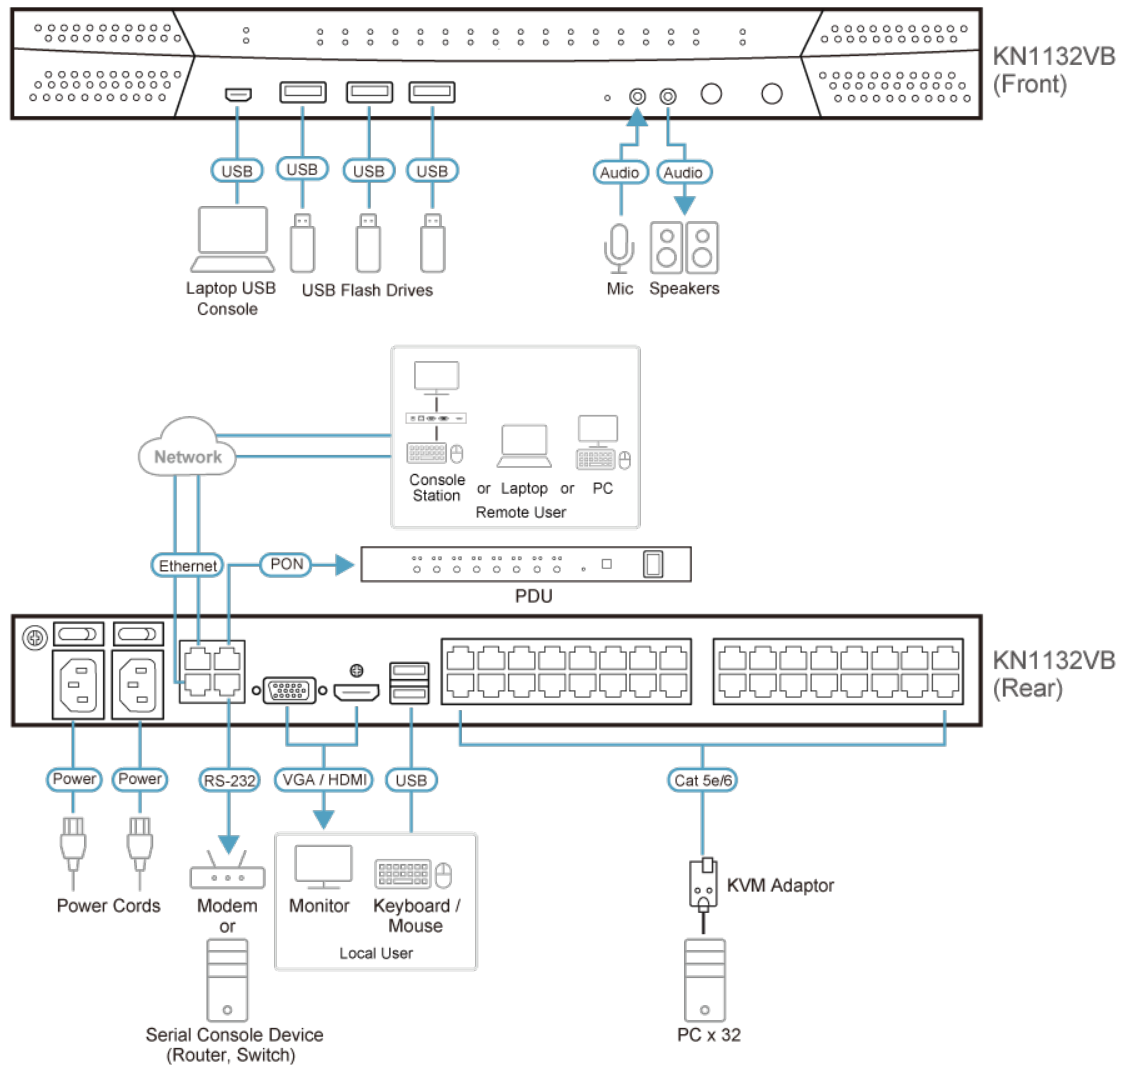 KN1132VB
(Front)
USB
USB
USB
USB
Audio
Audio
Laptop USB
Console
USB Flash Drives
Mic
Speakers
Network
Console
Station
or
Laptop
or
PC
Remote User
Ethernet
PON
PDU
KN1132VB
(Rear)
Power
Power
RS-232
VGA / HDMI
USB
Cat 5e/6
KVM Adaptor
Power Cords
Modem
or
Monitor
Keyboard /
Mouse
Local User
Serial Console Device
(Router, Switch)
PC x 32